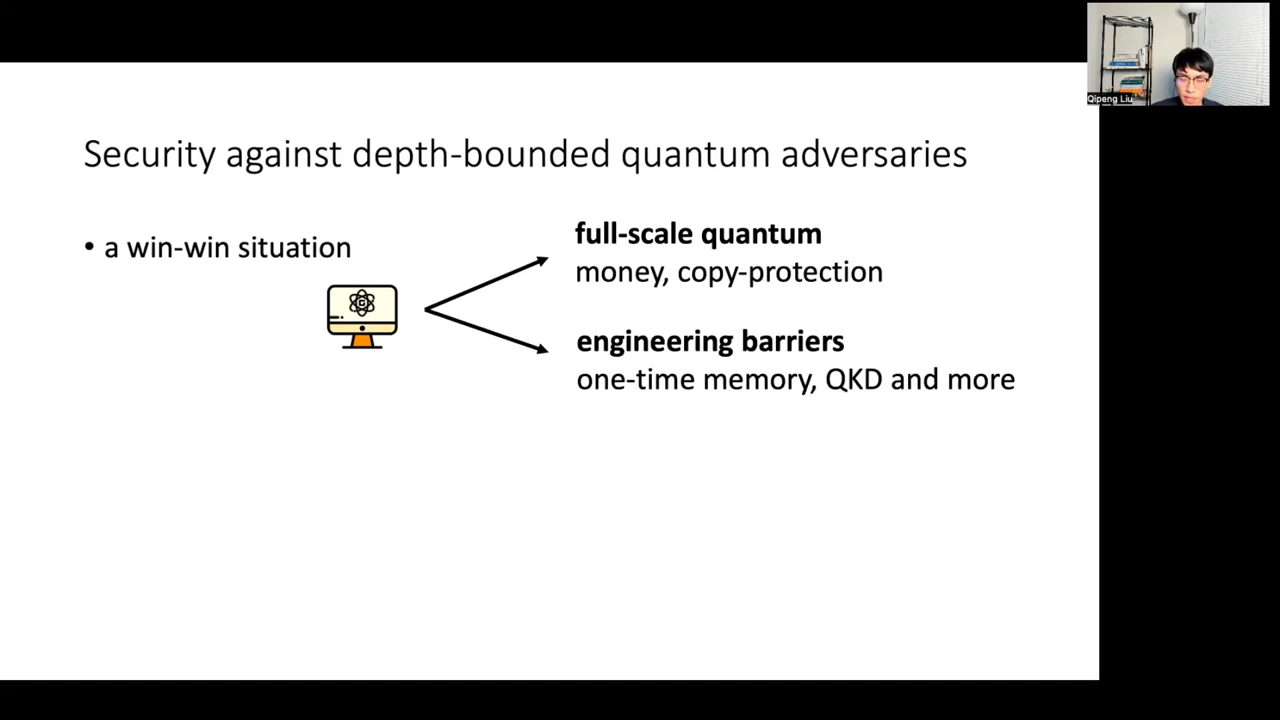 Qipeng Liu
Security against depth-bounded quantum adversaries
• a win-win situation
full-scale quantum
money, copy-protection
engineering barriers
one-time memory, QKD and more